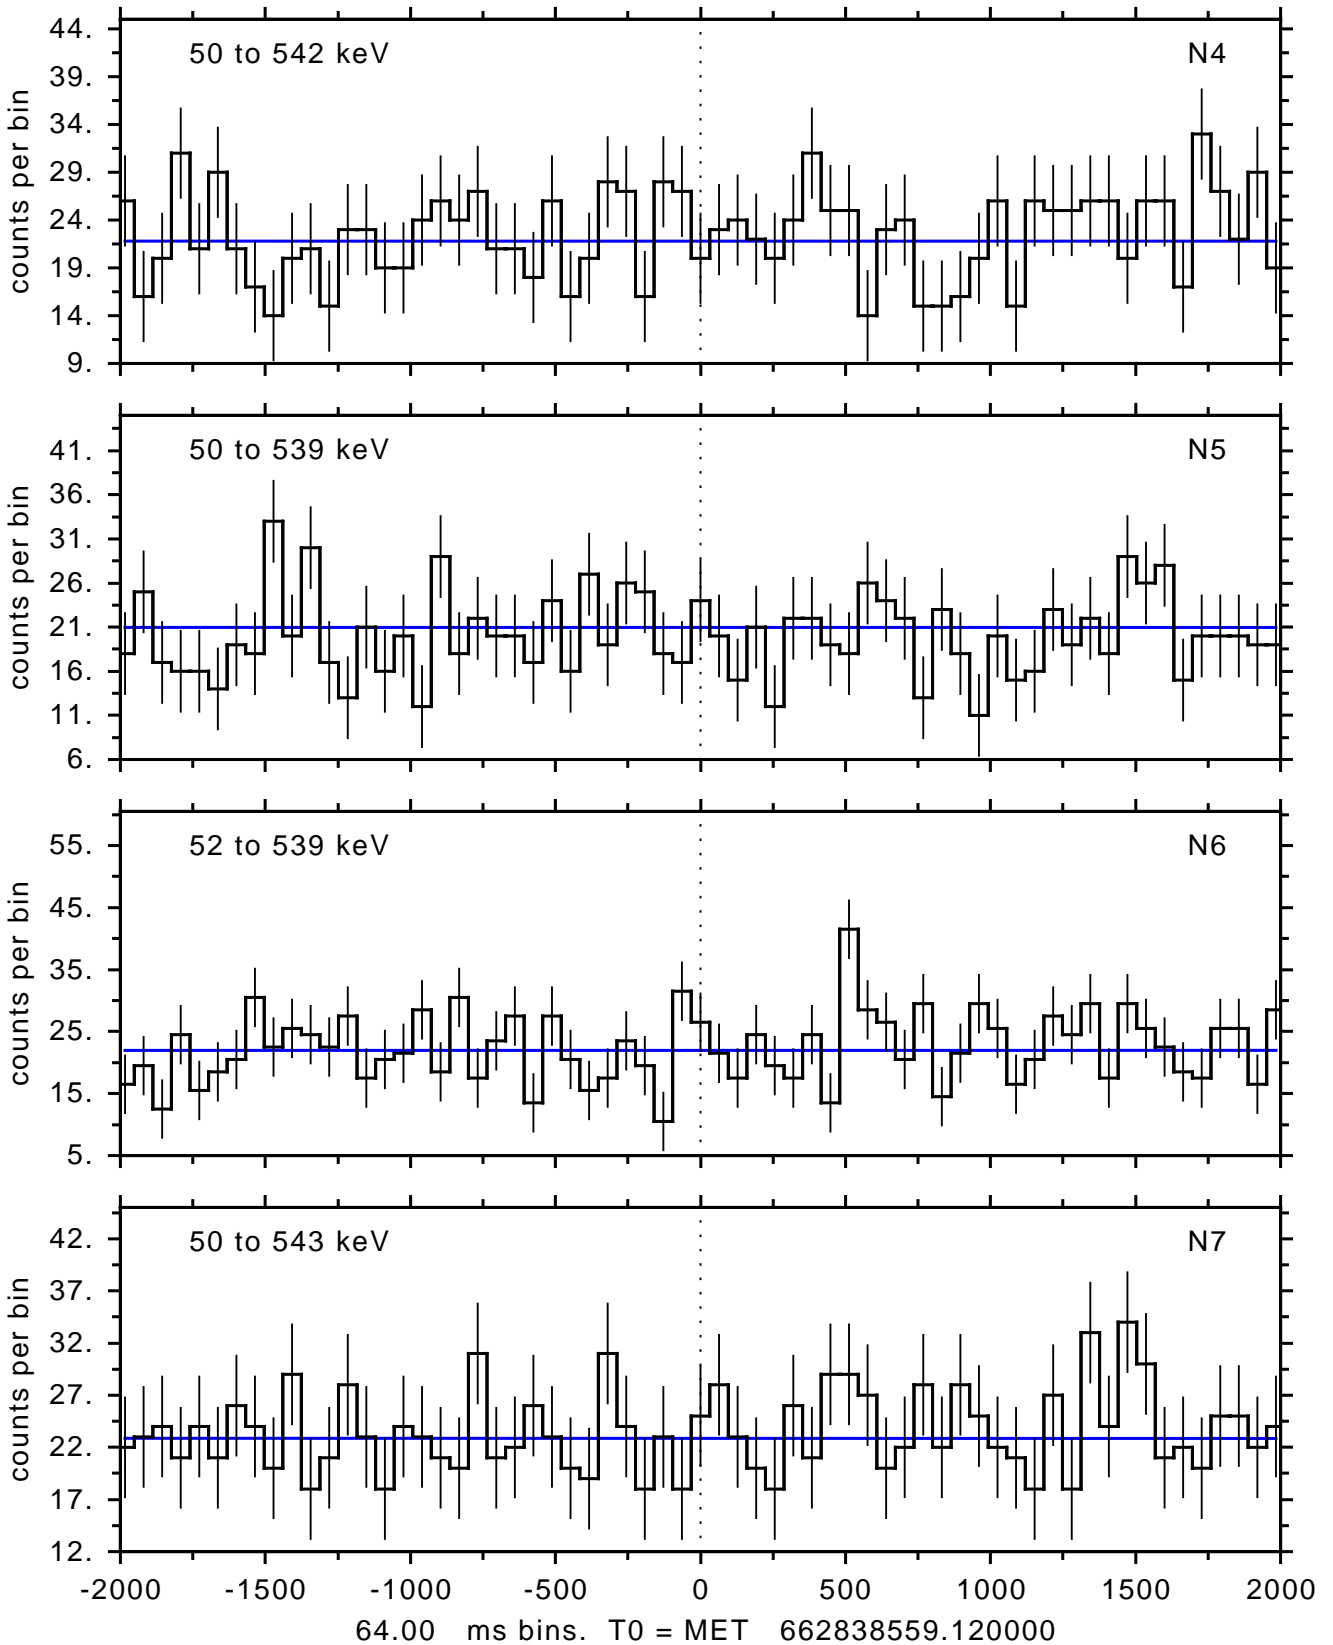 50 to 542 keV N4
44.
39.
34.
29.
24.
19.
14.
9.
counts per bin
50 to 539 keV N5
41.
36.
31.
26.
21.
16.
11.
6.
counts per bin
52 to 539 keV N6
55.
45.
35.
25.
15.
5.
counts per bin
50 to 543 keV N7
42.
37.
32.
27.
22.
17.
12.
counts per bin
-2000 -1500 -1000 -500 0 500 1000 1500 2000
64.00 ms bins. T0 = MET 662838559.120000